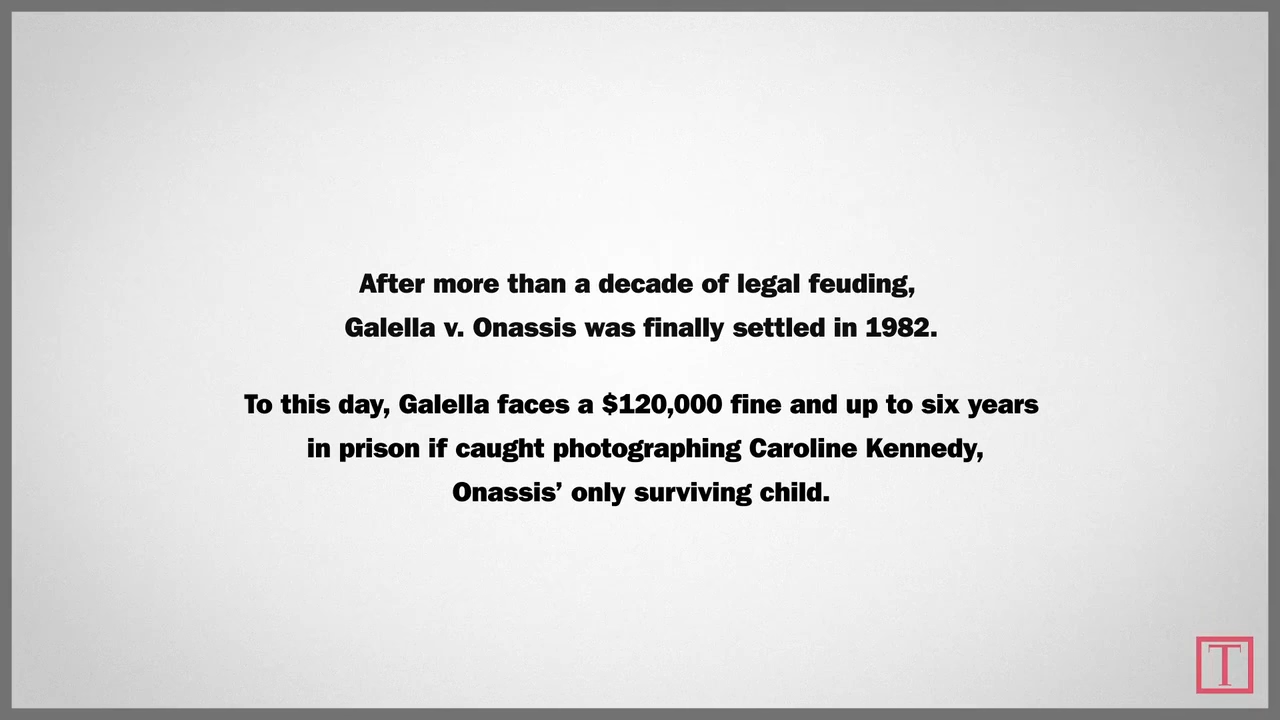 After more than a decade of legal feuding,
Galella v. Onassis was finally settled in 1982.
To this day, Galella faces a $120,000 fine and up to six years
in prison if caught photographing Caroline Kennedy,
Onassis’ only surviving child.
T